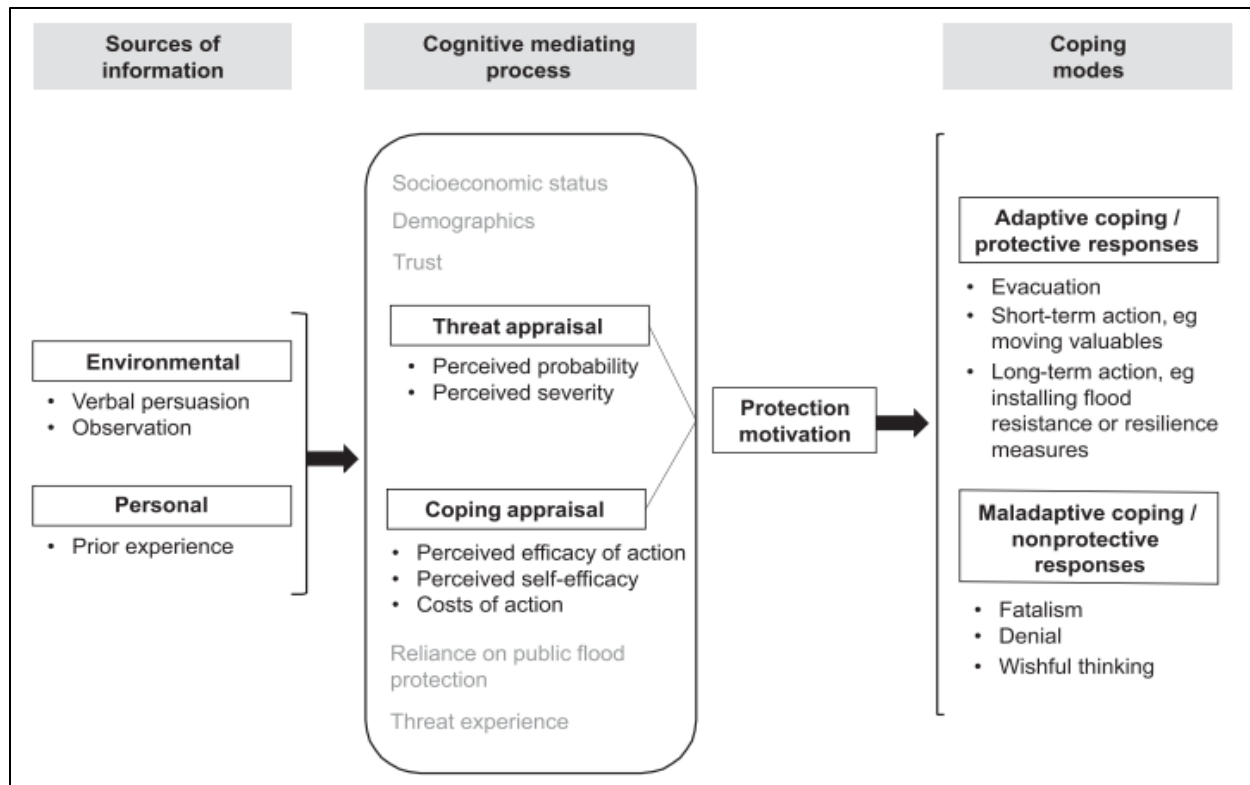 Sources of
information
Cognitive mediating
process
Coping
modes
Environmental
• Verbal persuasion
• Observation
Personal
• Prior experience
Socioeconomic status
Demographics
Trust
Threat appraisal
• Perceived probability
• Perceived severity
Coping appraisal
• Perceived efficacy of action
• Perceived self-efficacy
• Costs of action
Reliance on public flood
protection
Threat experience
Protection
motivation
Adaptive coping /
protective responses
• Evacuation
• Short-term action, eg
moving valuables
• Long-term action, eg
installing flood
resistance or resilience
measures
Maladaptive coping /
nonprotective
responses
• Fatalism
• Denial
• Wishful thinking